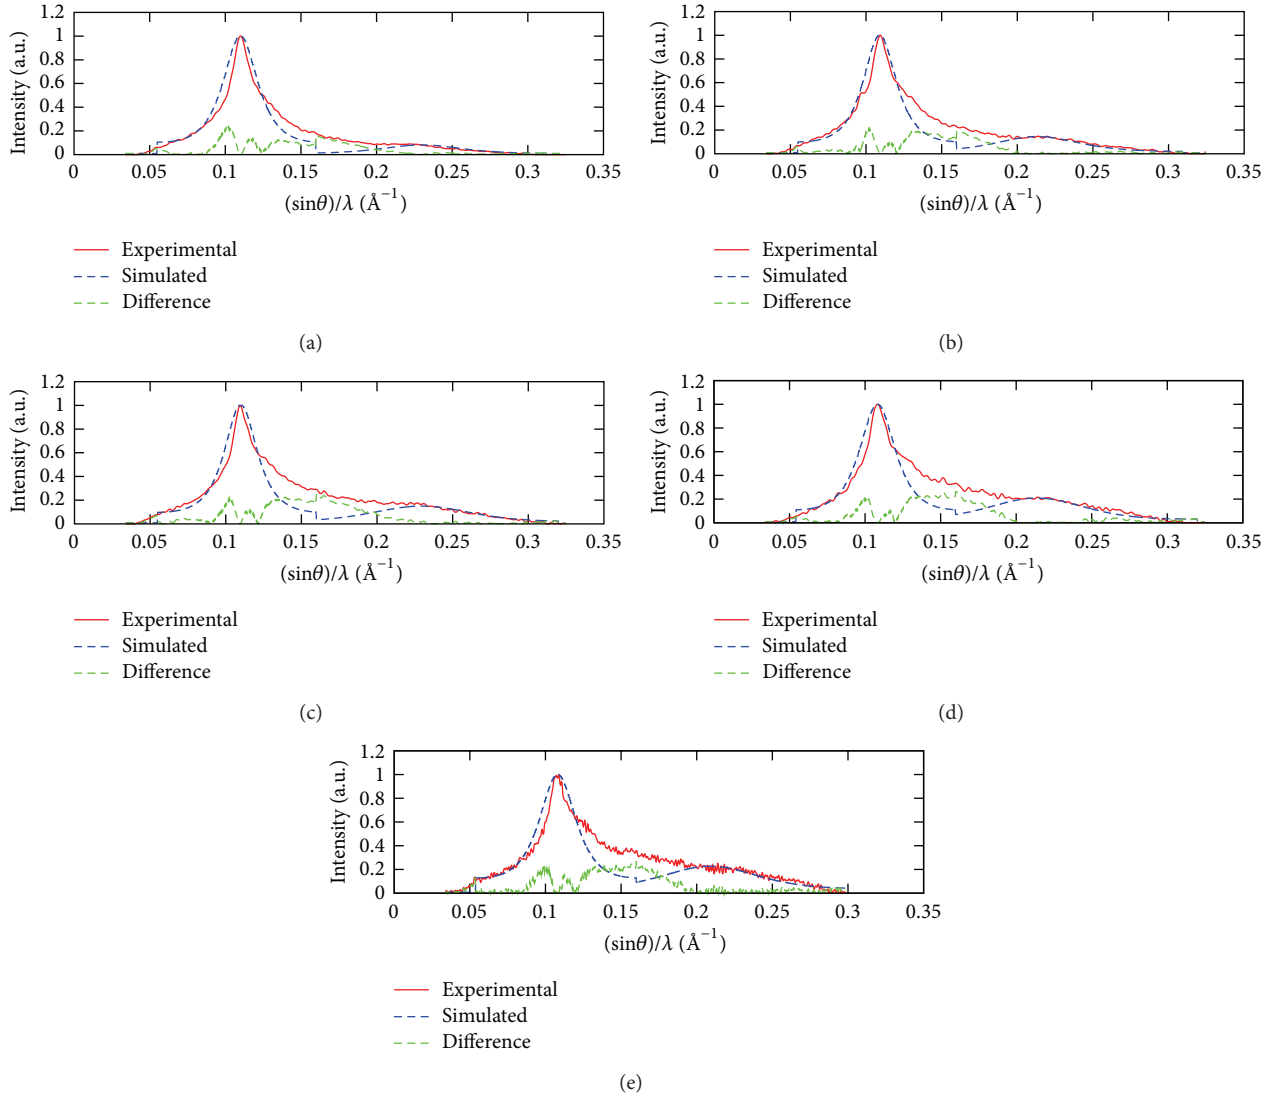 Intensity (a.u.)
1.2
1
0.8
0.6
0.4
0.2
0
0 0.05 0.1 0.15 0.2 0.25 0.3 0.35
(sinθ)/λ (Å−1)
Experimental
Simulated
Difference
(a)
Intensity (a.u.)
1.2
1
0.8
0.6
0.4
0.2
0
0 0.05 0.1 0.15 0.2 0.25 0.3 0.35
(sinθ)/λ (Å−1)
Experimental
Simulated
Difference
(b)
Intensity (a.u.)
1.2
1
0.8
0.6
0.4
0.2
0
0 0.05 0.1 0.15 0.2 0.25 0.3 0.35
(sinθ)/λ (Å−1)
Experimental
Simulated
Difference
(c)
Intensity (a.u.)
1.2
1
0.8
0.6
0.4
0.2
0
0 0.05 0.1 0.15 0.2 0.25 0.3 0.35
(sinθ)/λ (Å−1)
Experimental
Simulated
Difference
(d)
Intensity (a.u.)
1.2
1
0.8
0.6
0.4
0.2
0
0 0.05 0.1 0.15 0.2 0.25 0.3 0.35
(sinθ)/λ (Å−1)
Experimental
Simulated
Difference
(e)